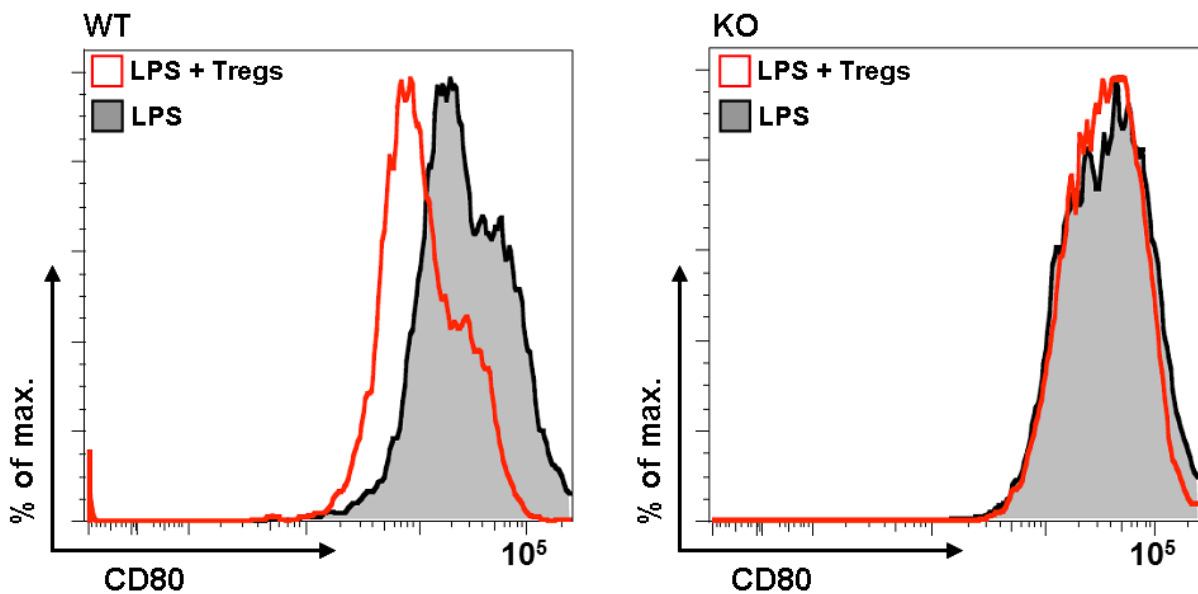 WT
LPS + Tregs
LPS
% of max.
CD80
10⁵
KO
LPS + Tregs
LPS
% of max.
CD80
10⁵